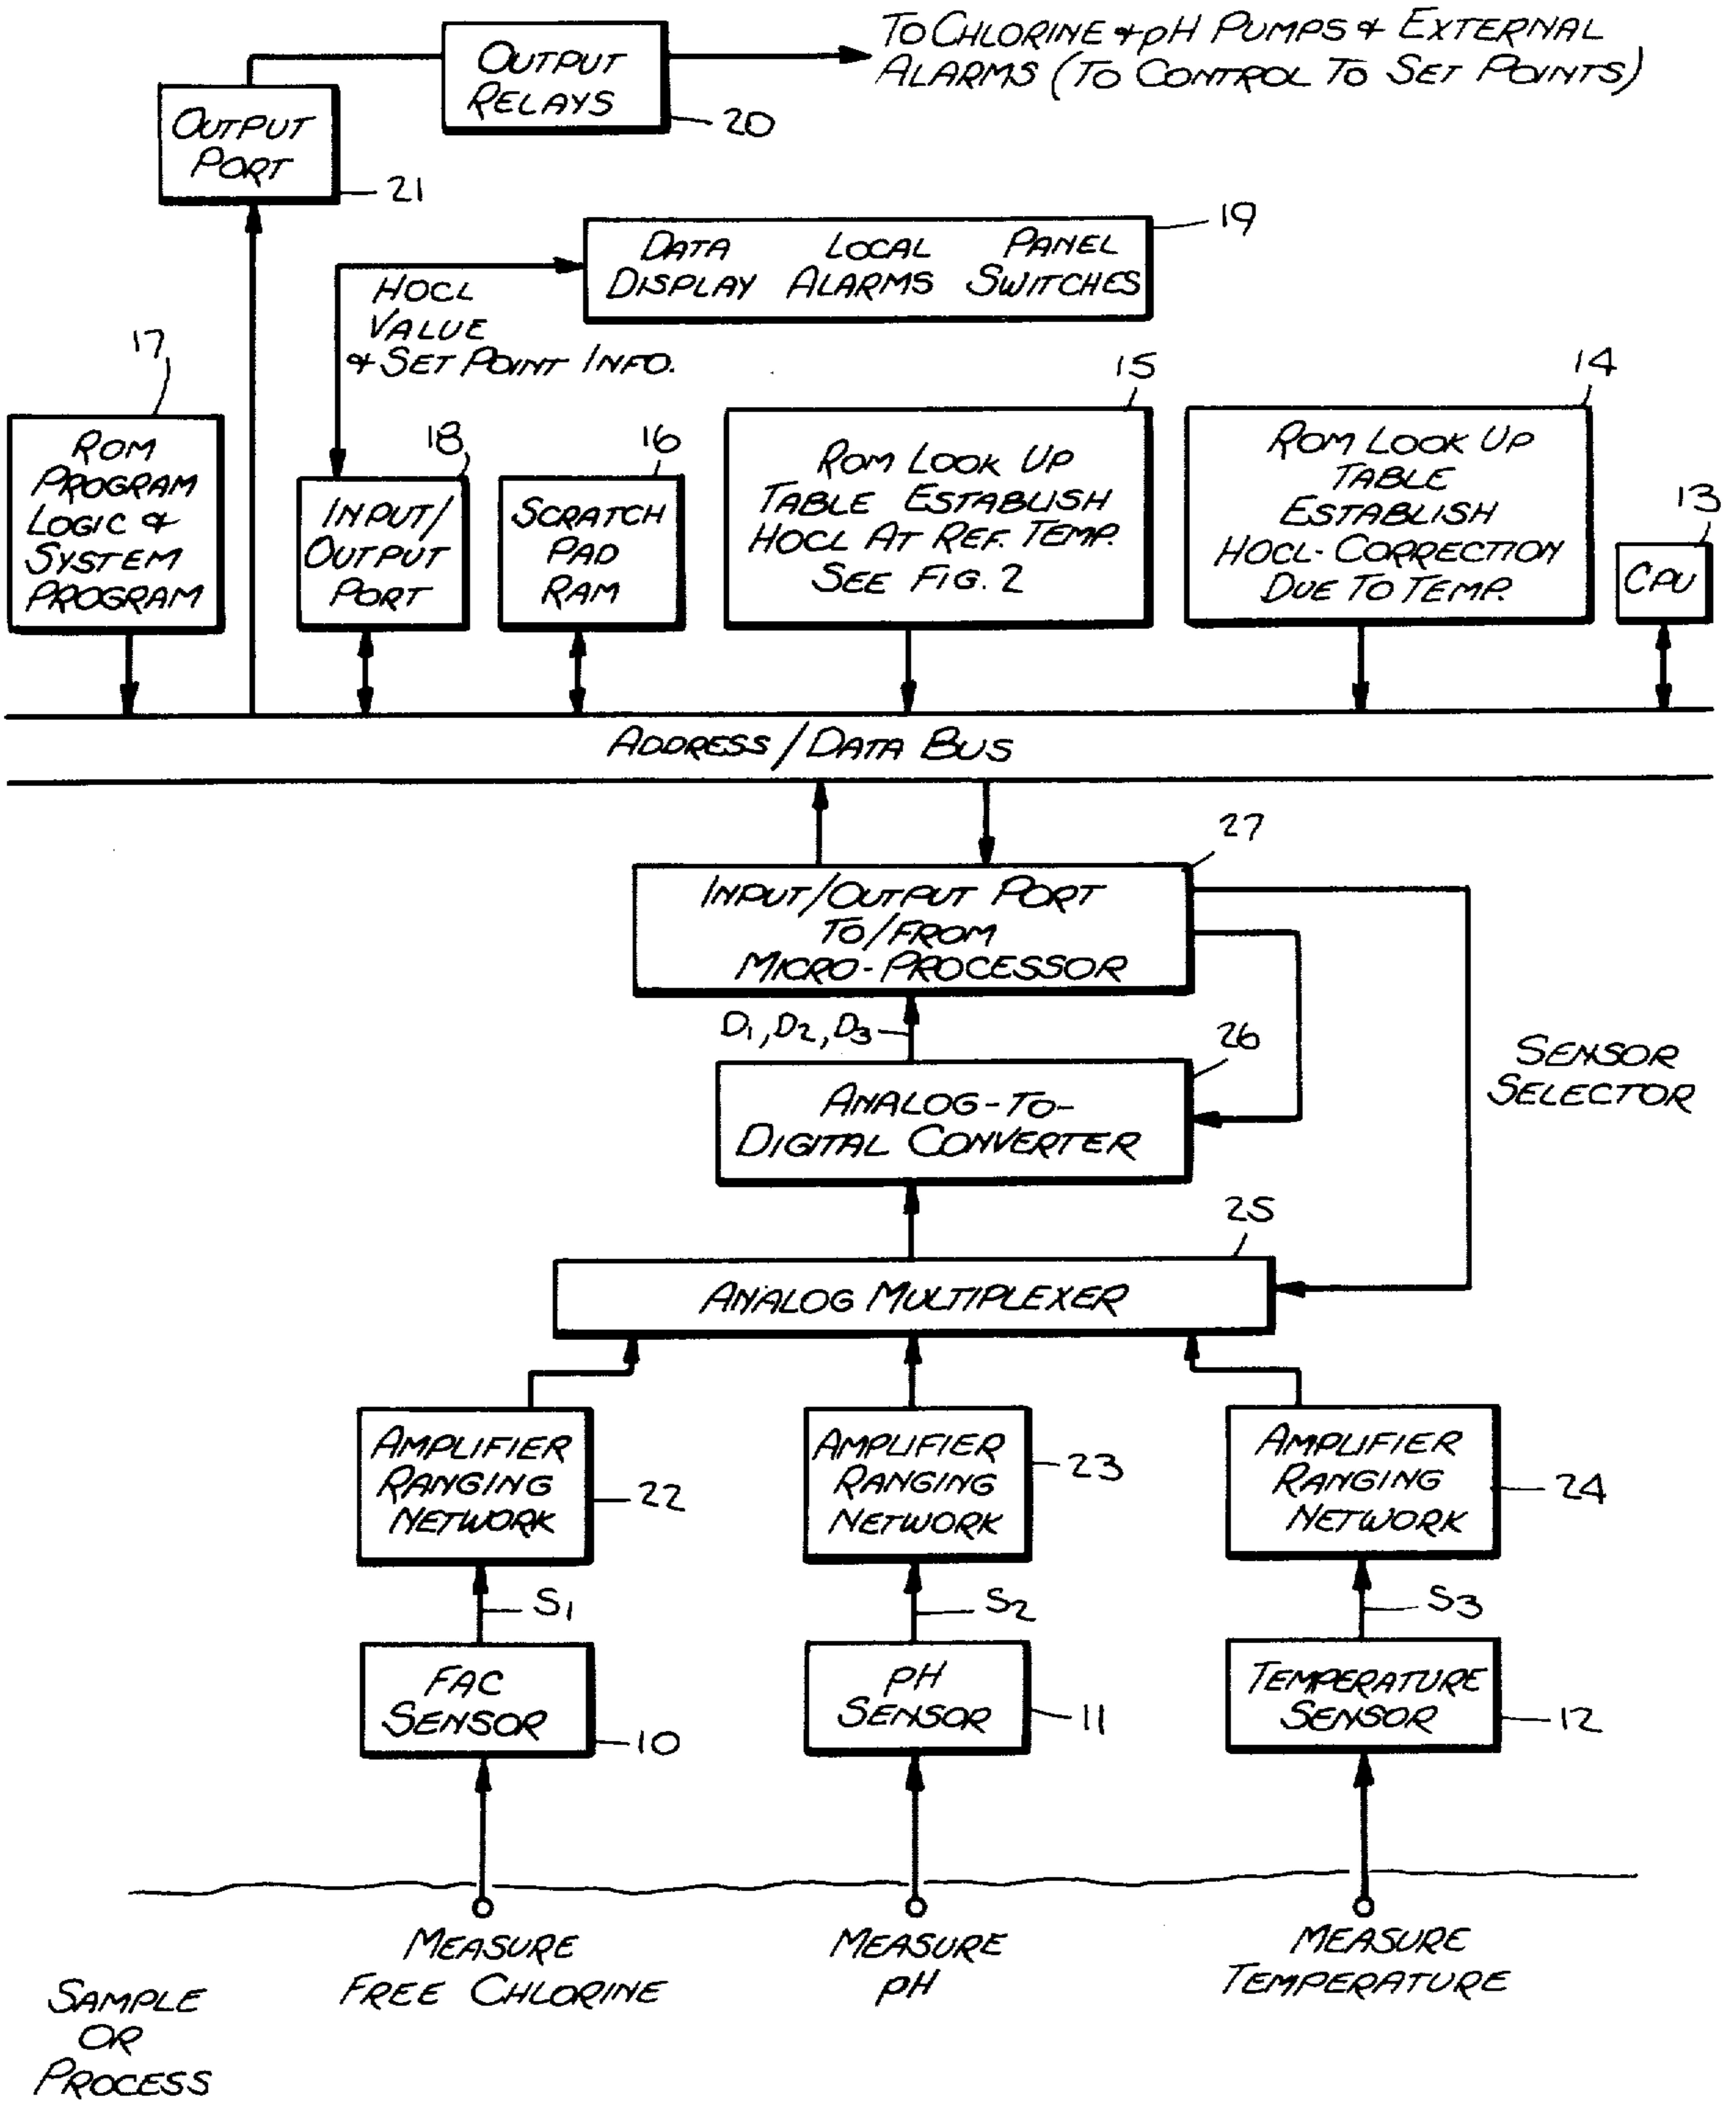 TO CHLORINE & pH PUMPS & EXTERNAL
ALARMS (TO CONTROL TO SET POINTS)
OUTPUT
RELAYS
20
OUTPUT
PORT
21
19
DATA LOCAL PANEL
DISPLAY ALARMS SWITCHES
HOCL
VALUE
& SET POINT INFO.
17
ROM
PROGRAM
LOGIC &
SYSTEM
PROGRAM
18
INPUT/
OUTPUT
PORT
16
SCRATCH
PAD
RAM
15
ROM LOOK UP
TABLE ESTABLISH
HOCL AT REF. TEMP.
SEE FIG. 2
14
ROM LOOK UP
TABLE
ESTABLISH
HOCL-CORRECTION
DUE TO TEMP.
13
CPU
ADDRESS/DATA BUS
27
INPUT/OUTPUT PORT
TO/FROM
MICRO-PROCESSOR
D1, D2, D3
26
ANALOG-TO-
DIGITAL CONVERTER
SENSOR
SELECTOR
25
ANALOG MULTIPLEXER
AMPLIFIER
RANGING
NETWORK
22
AMPLIFIER
RANGING
NETWORK
23
AMPLIFIER
RANGING
NETWORK
24
S1
S2
S3
FAC
SENSOR
10
pH
SENSOR
11
TEMPERATURE
SENSOR
12
MEASURE
FREE CHLORINE
MEASURE
pH
MEASURE
TEMPERATURE
SAMPLE
OR
PROCESS